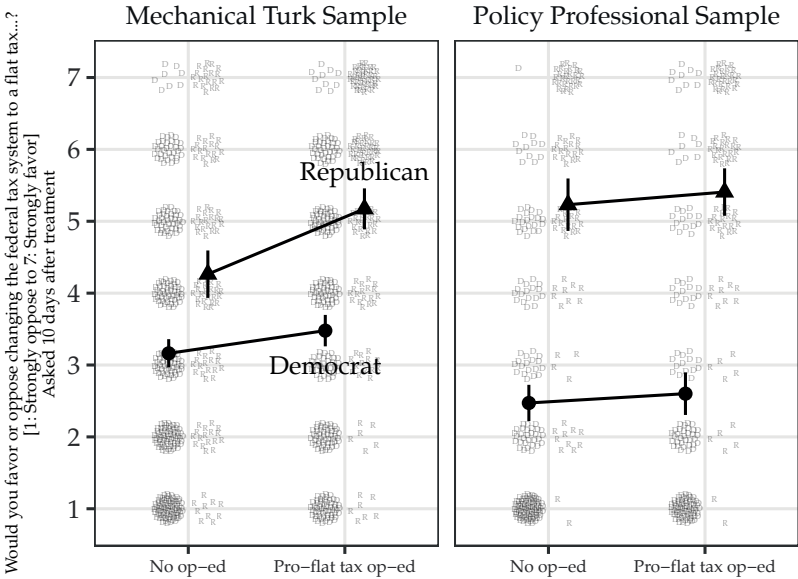 Mechanical Turk Sample
Policy Professional Sample
Would you favor or oppose changing the federal tax system to a flat tax...?
[1: Strongly oppose to 7: Strongly favor]
Asked 10 days after treatment
7
6
5
4
3
2
1
Republican
Democrat
No op−ed
Pro−flat tax op−ed
No op−ed
Pro−flat tax op−ed